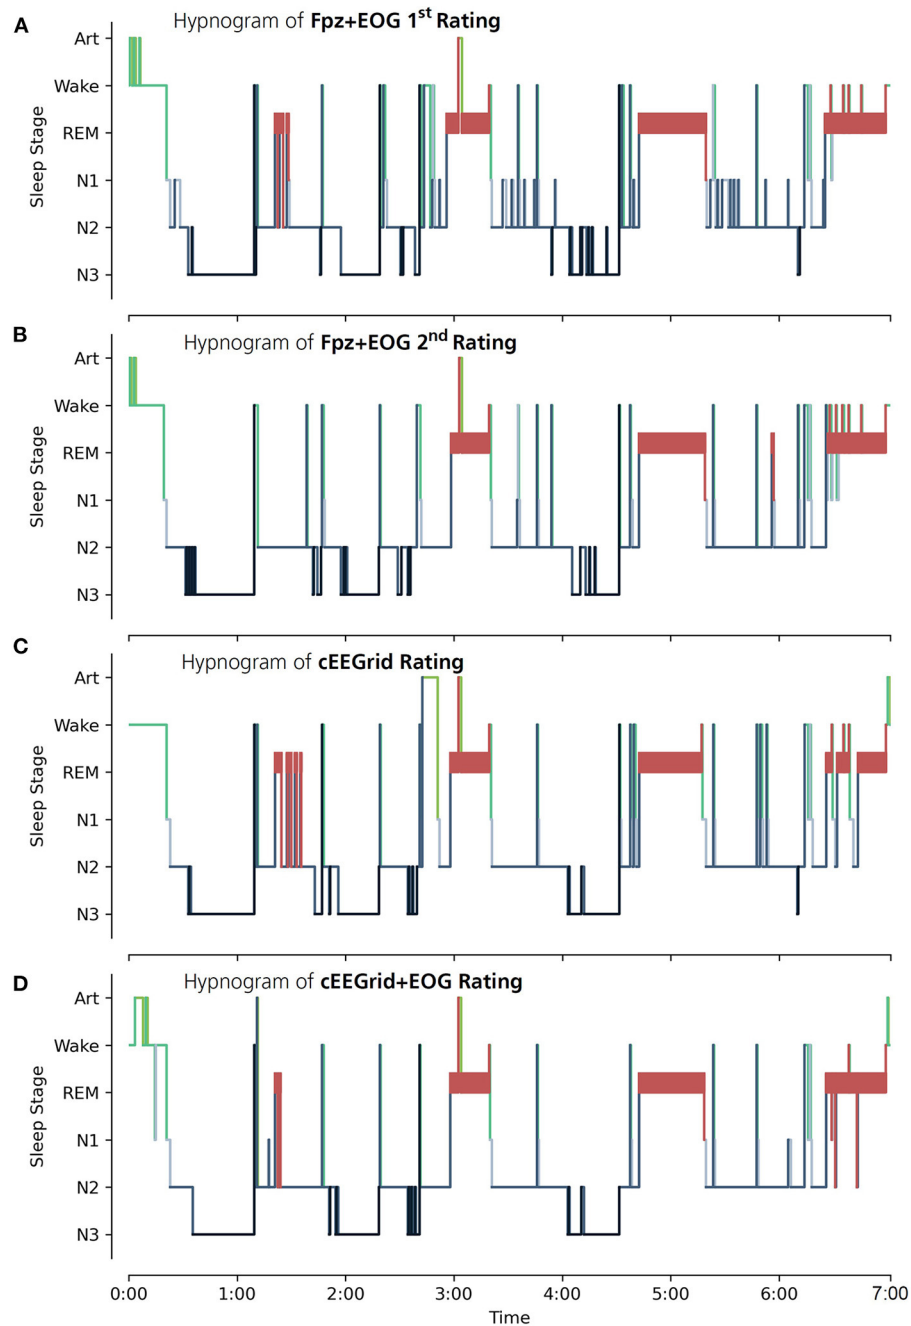 A
Hypnogram of Fpz+EOG 1st Rating
Art
Wake
REM
N1
N2
N3
Sleep Stage
B
Hypnogram of Fpz+EOG 2nd Rating
Art
Wake
REM
N1
N2
N3
Sleep Stage
C
Hypnogram of cEEGrid Rating
Art
Wake
REM
N1
N2
N3
Sleep Stage
D
Hypnogram of cEEGrid+EOG Rating
Art
Wake
REM
N1
N2
N3
Sleep Stage
0:00 1:00 2:00 3:00 4:00 5:00 6:00 7:00
Time